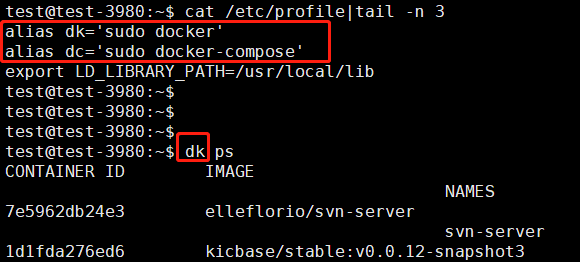 test@test-3980:~$ cat /etc/profile|tail -n 3
alias dk='sudo docker'
alias dc='sudo docker-compose'
export LD_LIBRARY_PATH=/usr/local/lib
test@test-3980:~$
test@test-3980:~$
test@test-3980:~$
test@test-3980:~$ dk ps
CONTAINER ID IMAGE
NAMES
7e5962db24e3 elleflorio/svn-server
svn-server
1d1fda276ed6 kicbase/stable:v0.0.12-snapshot3